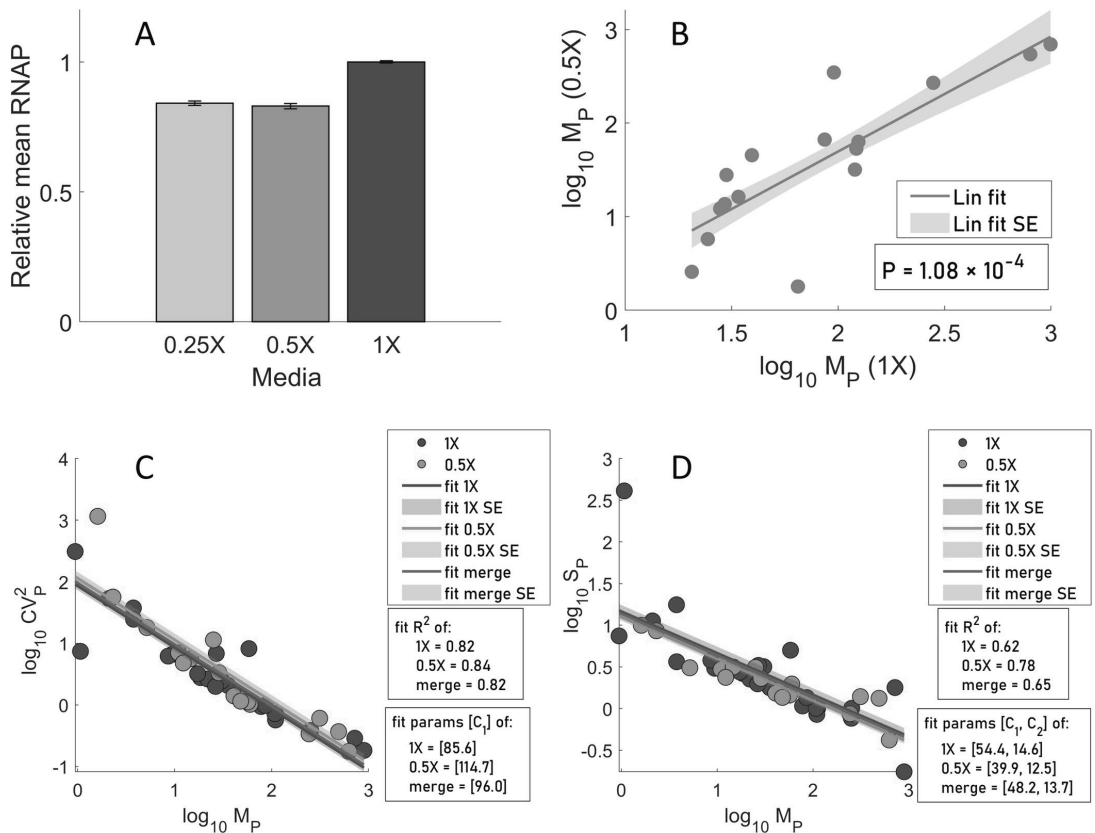 A
Relative mean RNAP
1
0.5
0
0.25X
0.5X
1X
Media
B
log10 MP (0.5X)
3
2
1
0
Lin fit
Lin fit SE
P = 1.08 × 10⁻⁴
1
1.5
2
2.5
3
log10 MP (1X)
C
log10 CV²P
4
3
2
1
0
-1
0
1
2
3
log10 MP
1X
0.5X
fit 1X
fit 1X SE
fit 0.5X
fit 0.5X SE
fit merge
fit merge SE
fit R² of:
1X = 0.82
0.5X = 0.84
merge = 0.82
fit params [C1] of:
1X = [85.6]
0.5X = [114.7]
merge = [96.0]
D
log10 SP
3
2.5
2
1.5
1
0.5
0
-0.5
0
1
2
3
log10 MP
1X
0.5X
fit 1X
fit 1X SE
fit 0.5X
fit 0.5X SE
fit merge
fit merge SE
fit R² of:
1X = 0.62
0.5X = 0.78
merge = 0.65
fit params [C1, C2] of:
1X = [54.4, 14.6]
0.5X = [39.9, 12.5]
merge = [48.2, 13.7]